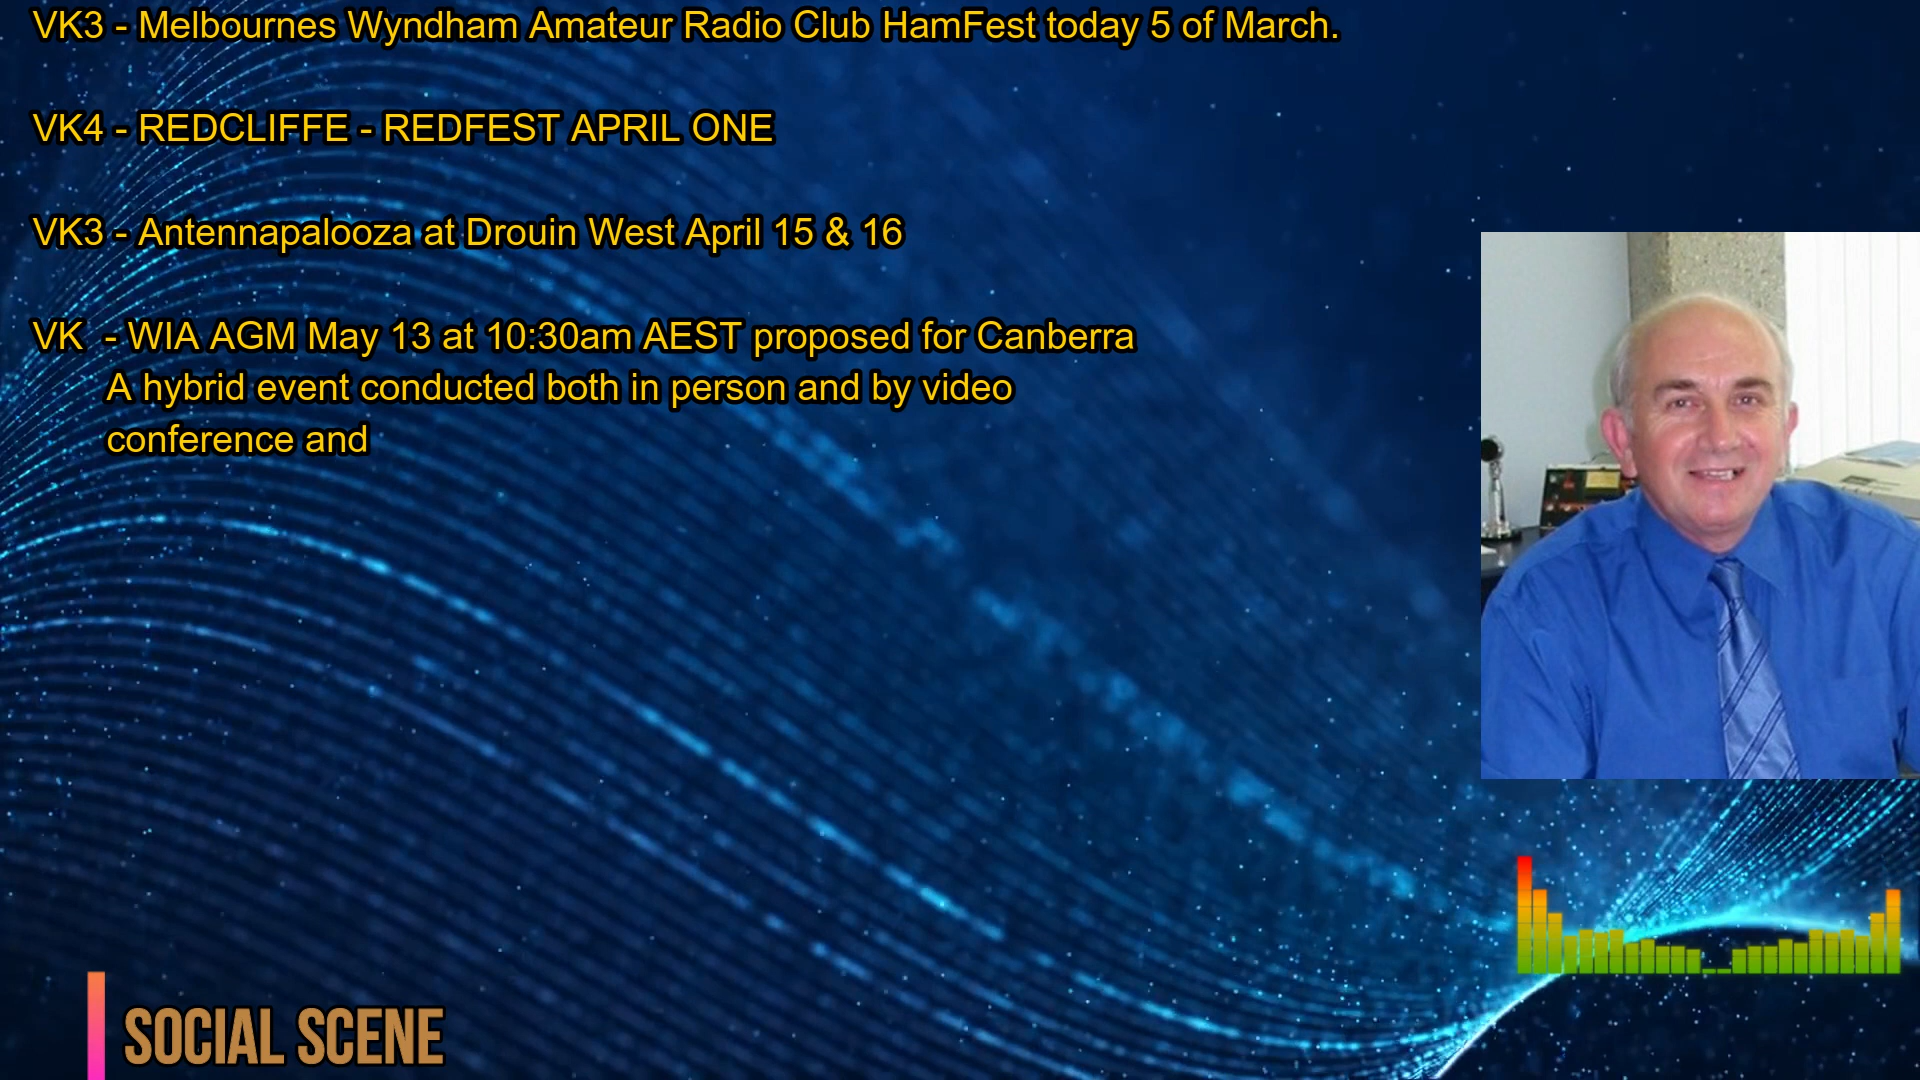 VK3 - Melbournes Wyndham Amateur Radio Club HamFest today 5 of March.
VK4 - REDCLIFFE - REDFEST APRIL ONE
VK3 - Antennapalooza at Drouin West April 15 & 16
VK  - WIA AGM May 13 at 10:30am AEST proposed for Canberra
A hybrid event conducted both in person and by video
conference and
SOCIAL SCENE